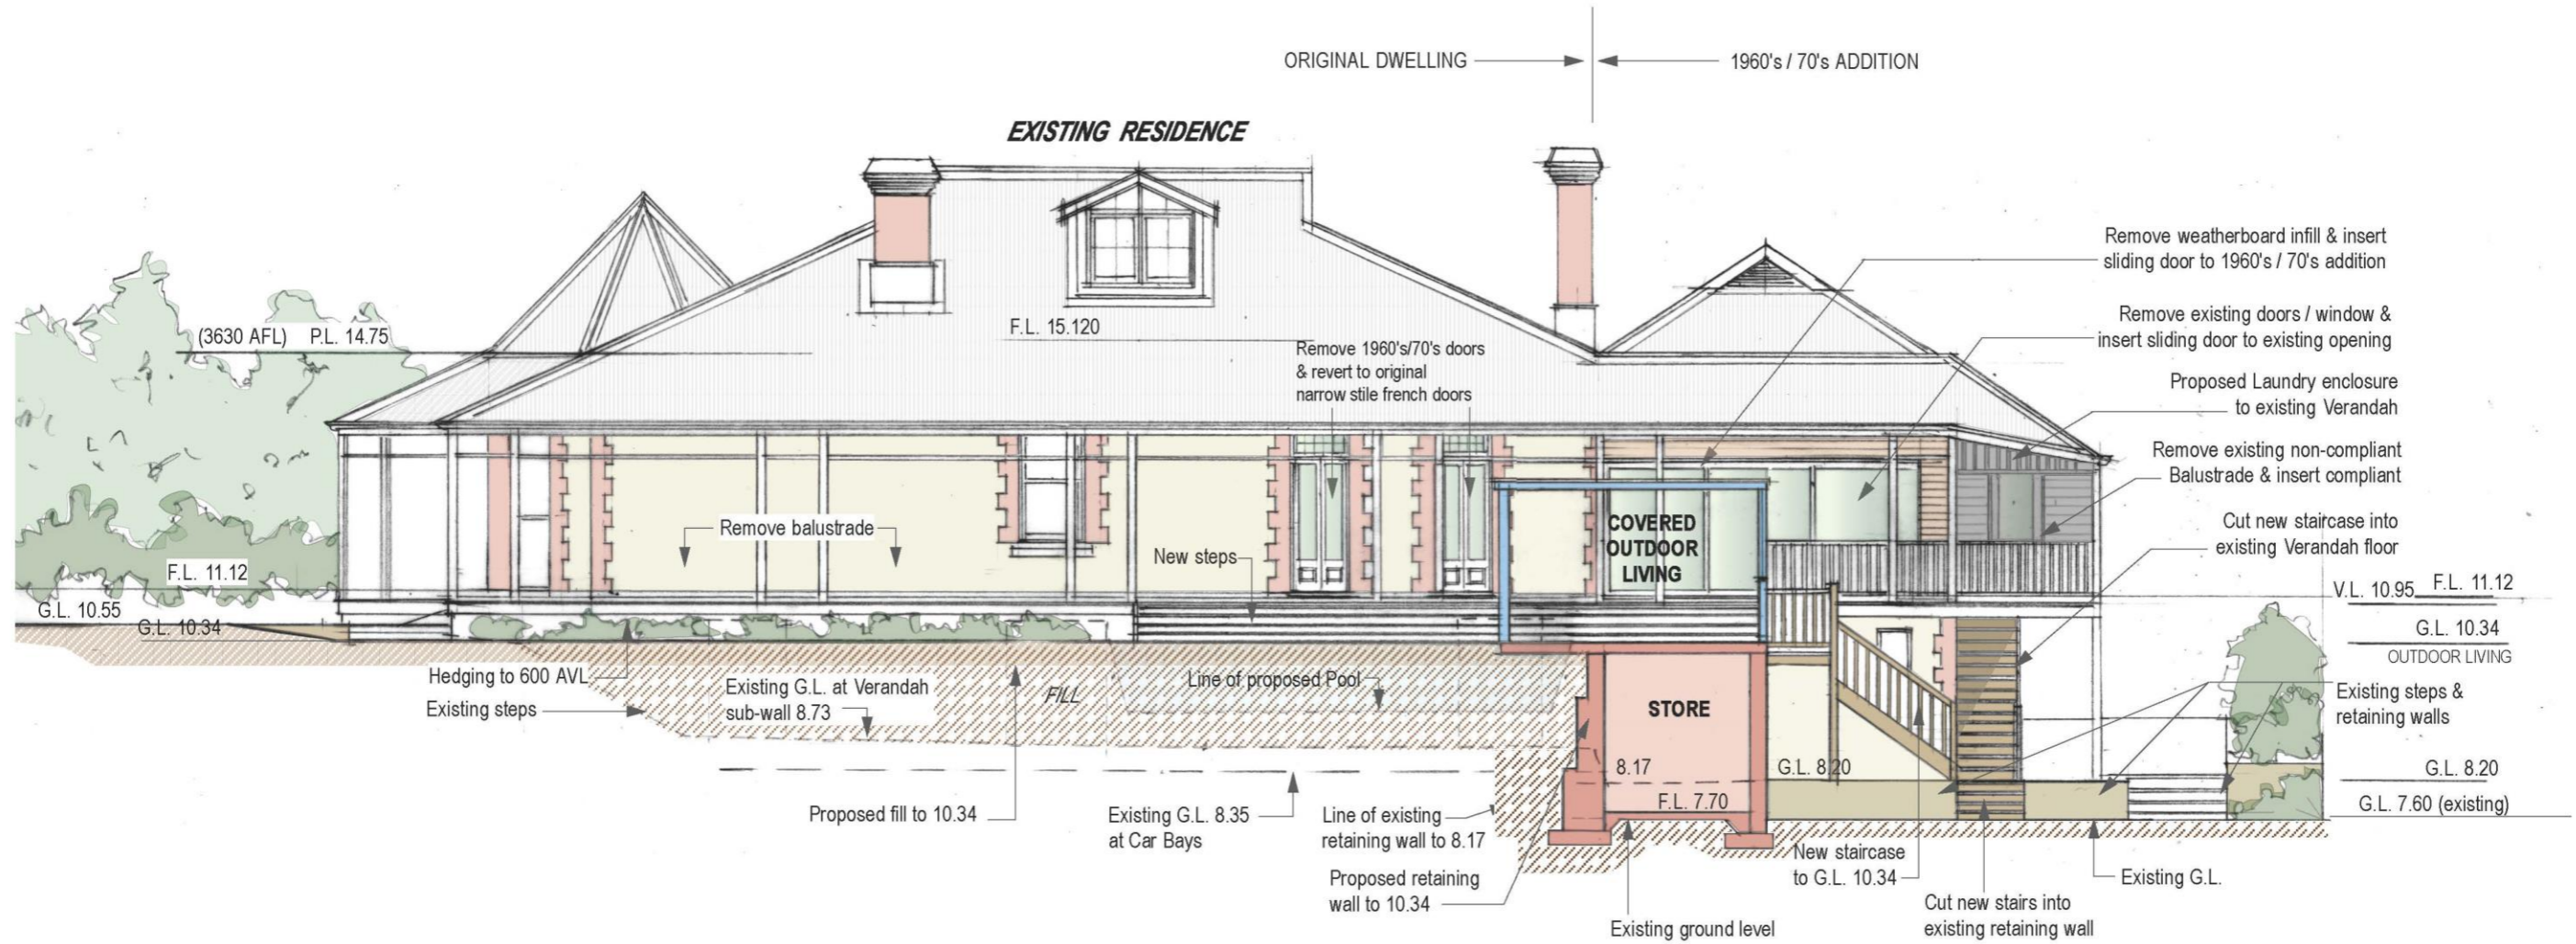 ORIGINAL DWELLING
1960's / 70's ADDITION
EXISTING RESIDENCE
Remove weatherboard infill & insert
sliding door to 1960's / 70's addition
Remove existing doors / window &
insert sliding door to existing opening
(3630 AFL) P.L. 14.75
F.L. 15.120
Remove 1960's/70's doors
& revert to original
narrow stile french doors
Proposed Laundry enclosure
to existing Verandah
Remove existing non-compliant
Balustrade & insert compliant
Remove balustrade
New steps
COVERED
OUTDOOR
LIVING
Cut new staircase into
existing Verandah floor
F.L. 11.12
G.L. 10.55
G.L. 10.34
V.L. 10.95
F.L. 11.12
G.L. 10.34
OUTDOOR LIVING
Hedging to 600 AVL
Existing steps
Existing G.L. at Verandah
sub-wall 8.73
FILL
Line of proposed Pool
STORE
Existing steps &
retaining walls
8.17
G.L. 8.20
F.L. 7.70
G.L. 8.20
G.L. 7.60 (existing)
Proposed fill to 10.34
Existing G.L. 8.35
at Car Bays
Line of existing
retaining wall to 8.17
Proposed retaining
wall to 10.34
Existing ground level
New staircase
to G.L. 10.34
Cut new stairs into
existing retaining wall
Existing G.L.